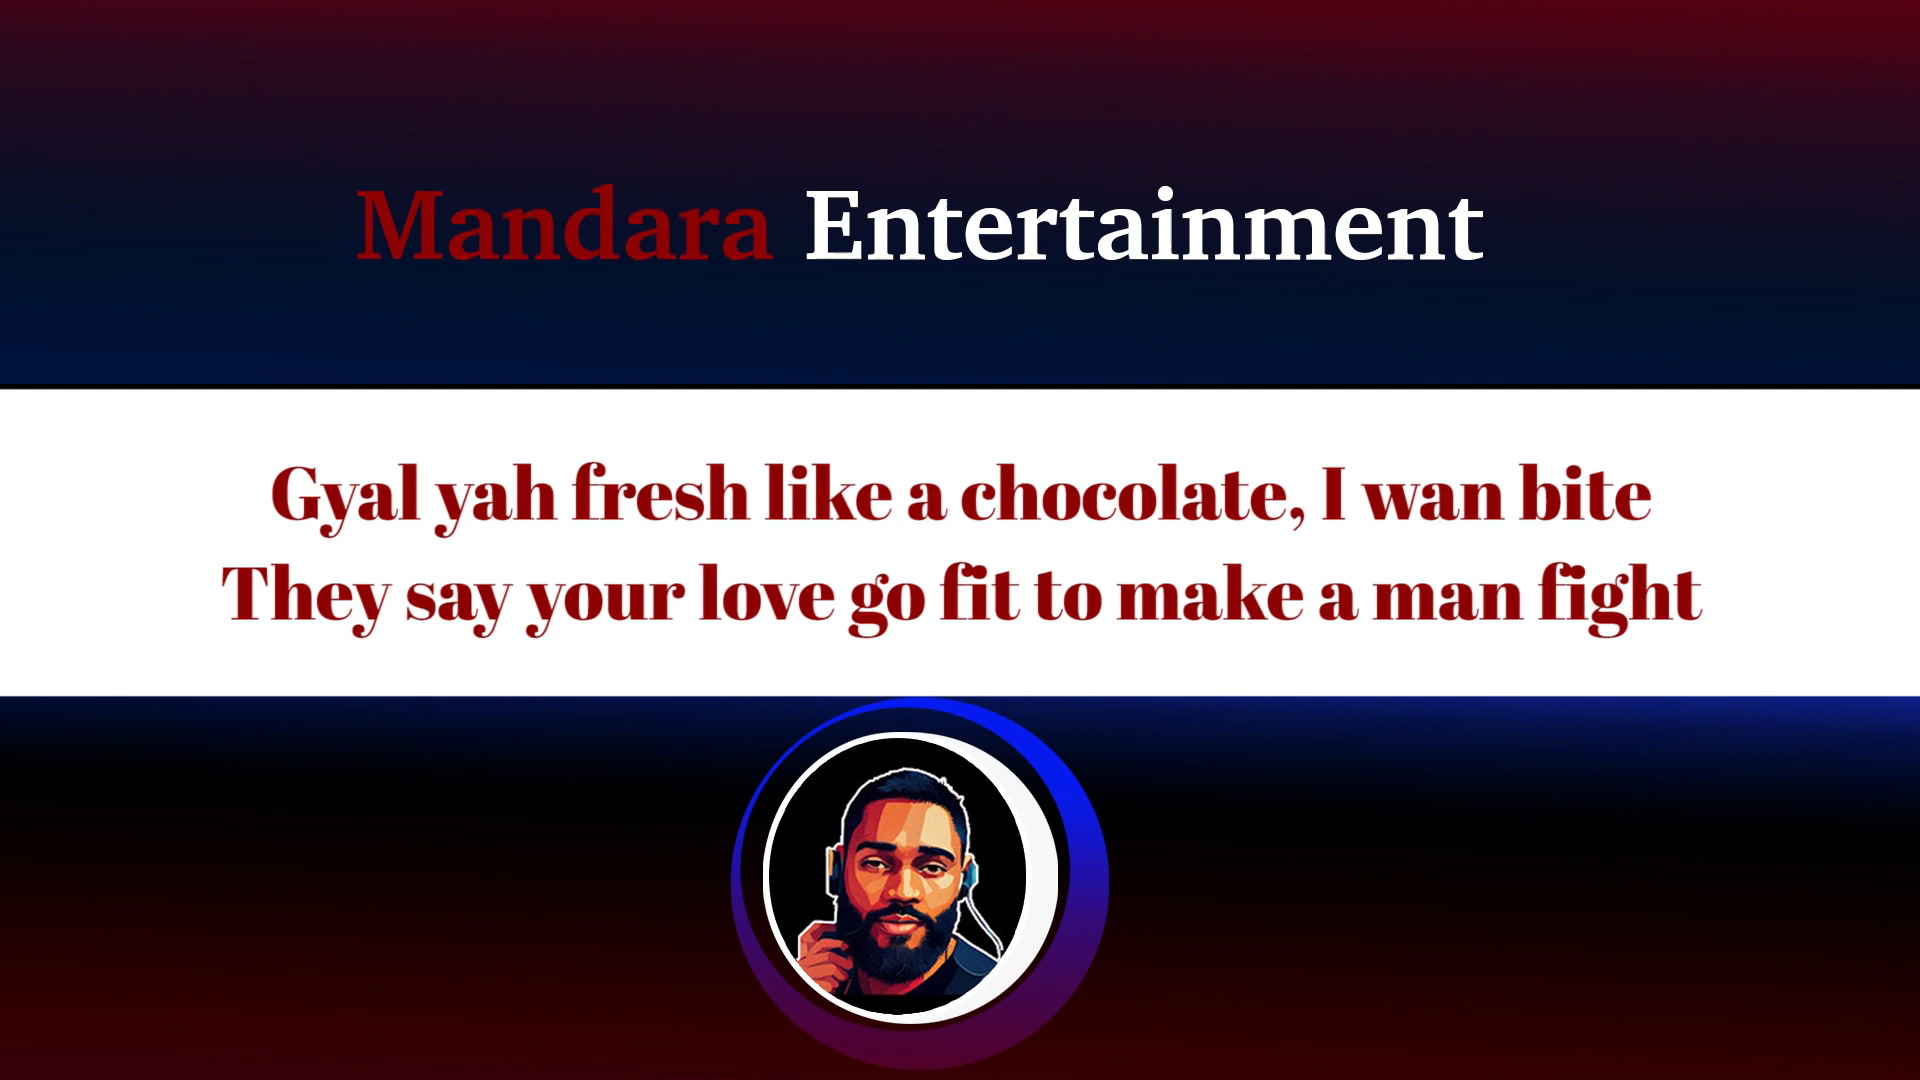 Mandara Entertainment
Gyal yah fresh like a chocolate, I wan bite
They say your love go fit to make a man fight